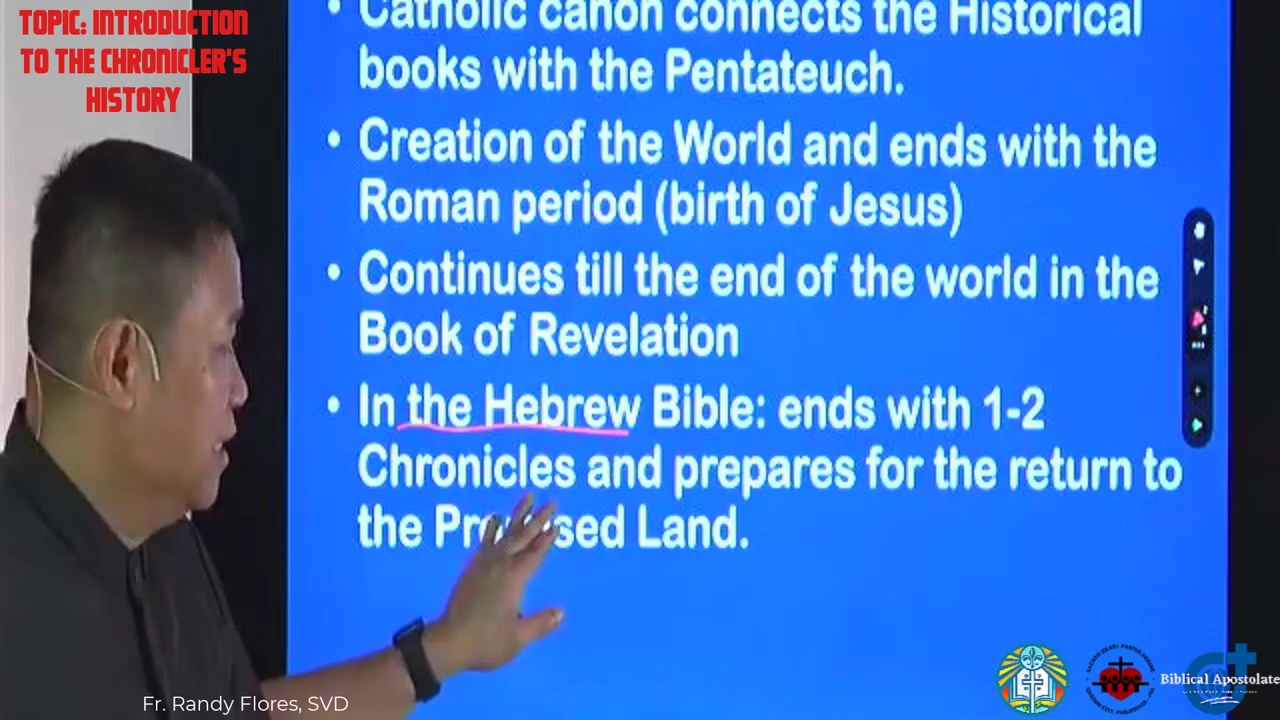 TOPIC: INTRODUCTION
TO THE CHRONICLER'S
HISTORY
• Catholic canon connects the Historical
books with the Pentateuch.
• Creation of the World and ends with the
Roman period (birth of Jesus)
• Continues till the end of the world in the
Book of Revelation
• In the Hebrew Bible: ends with 1-2
Chronicles and prepares for the return to
the Land.
Fr. Randy Flores, SVD
Biblical Apostolate